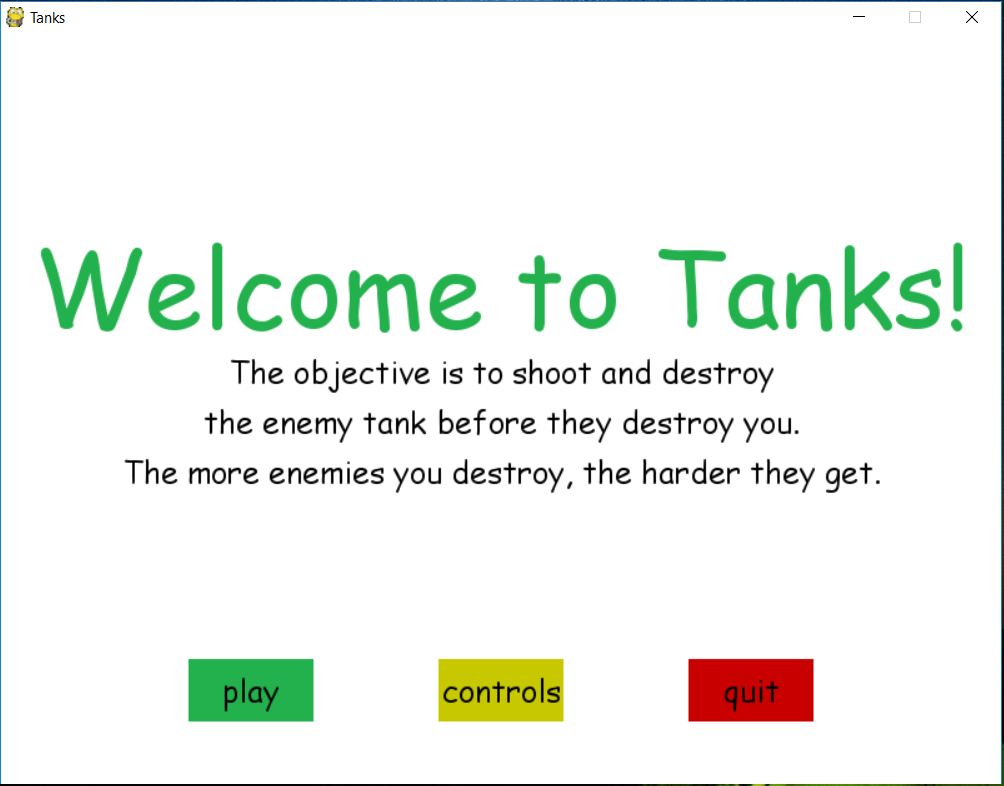 Tanks
Welcome to Tanks!
The objective is to shoot and destroy
the enemy tank before they destroy you.
The more enemies you destroy, the harder they get.
play
controls
quit